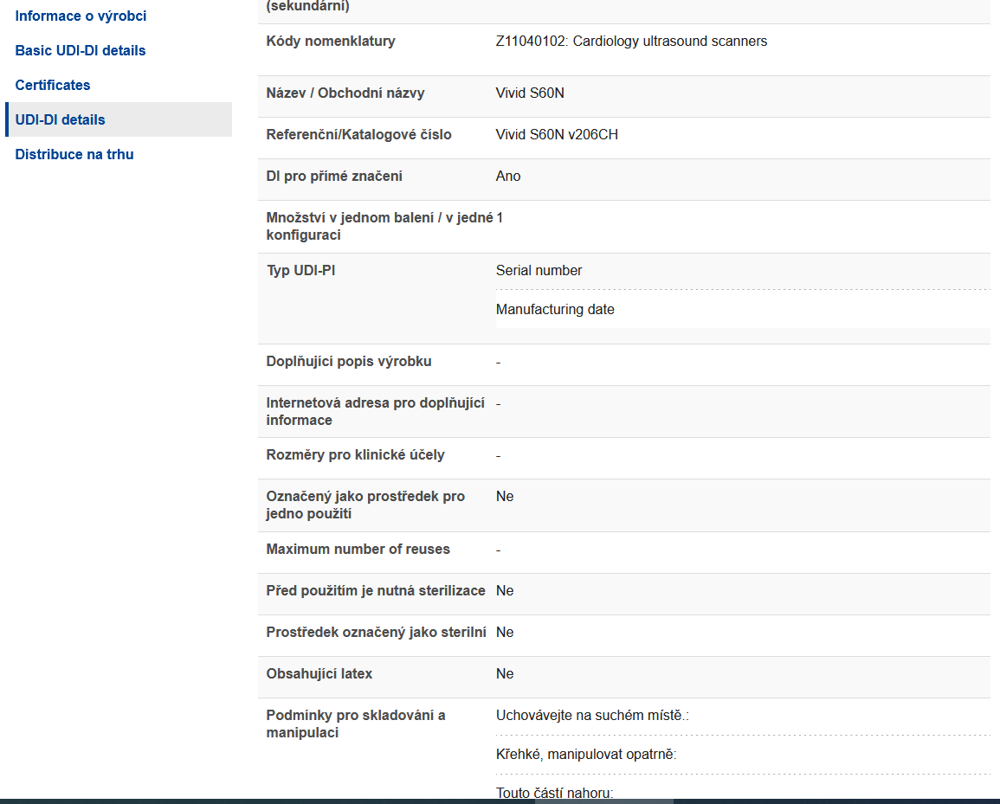 Informace o výrobci
Basic UDI-DI details
Certificates
UDI-DI details
Distribuce na trhu
(sekundární)
Kódy nomenklatury
Z11040102: Cardiology ultrasound scanners
Název / Obchodní názvy
Vivid S60N
Referenční/Katalogové číslo
Vivid S60N v206CH
DI pro přímé značení
Ano
Množství v jednom balení / v jedné
konfiguraci
1
Typ UDI-PI
Serial number
Manufacturing date
Doplňující popis výrobku
-
Internetová adresa pro doplňující
informace
-
Rozměry pro klinické účely
-
Označený jako prostředek pro
jedno použití
Ne
Maximum number of reuses
-
Před použitím je nutná sterilizace
Ne
Prostředek označený jako sterilní
Ne
Obsahující latex
Ne
Podmínky pro skladování a
manipulaci
Uchovávejte na suchém místě.:
Křehké, manipulovat opatrně:
Touto částí nahoru: